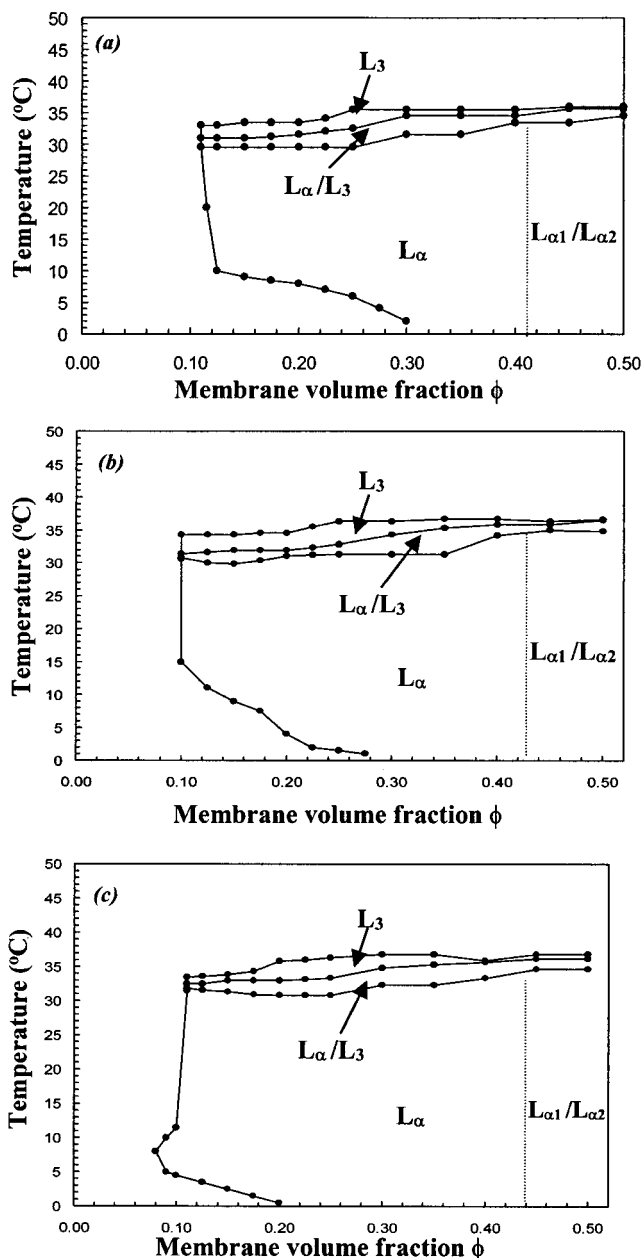 (a)
50
45
40
35
30
25
20
15
10
5
0
Temperature (°C)
L3
Lα/L3
Lα
Lα1/Lα2
0.00 0.10 0.20 0.30 0.40 0.50
Membrane volume fraction ϕ
(b)
50
45
40
35
30
25
20
15
10
5
0
Temperature (°C)
L3
Lα/L3
Lα
Lα1/Lα2
0.00 0.10 0.20 0.30 0.40 0.50
Membrane volume fraction ϕ
(c)
50
45
40
35
30
25
20
15
10
5
0
Temperature (°C)
L3
Lα/L3
Lα
Lα1/Lα2
0.00 0.10 0.20 0.30 0.40 0.50
Membrane volume fraction ϕ